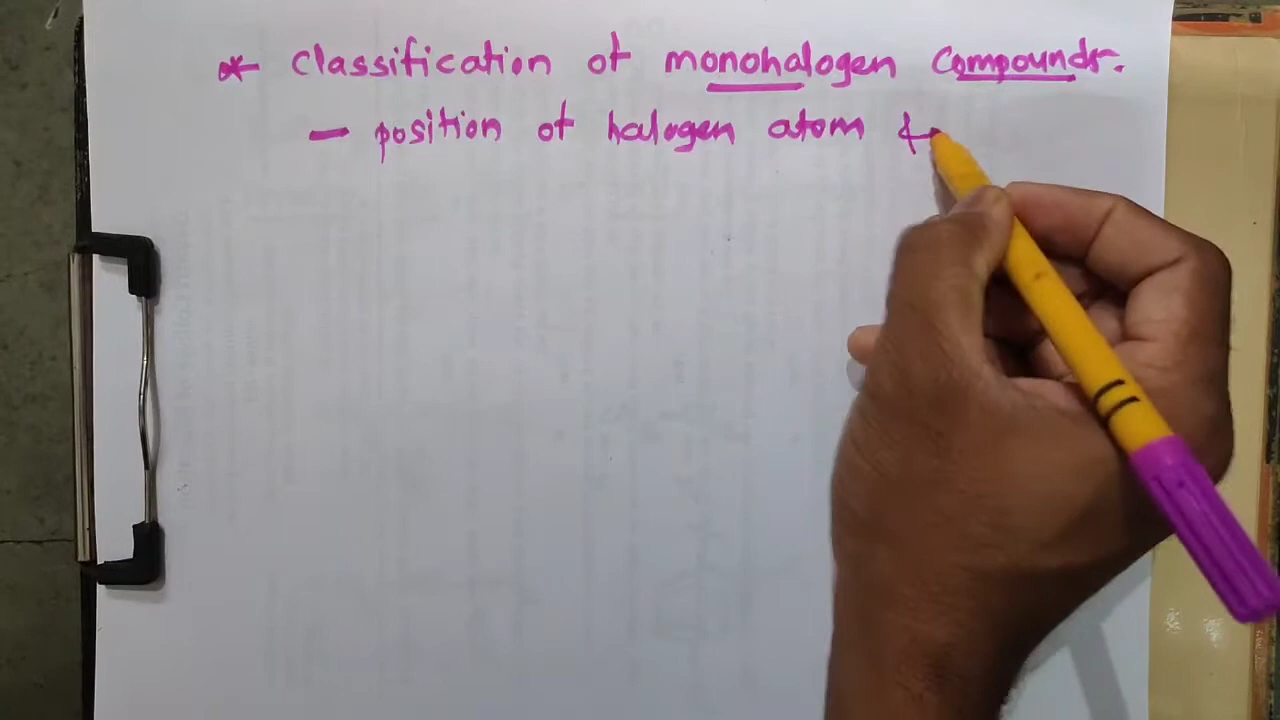 * classification of monohalogen compounds.
- position of halogen atom &